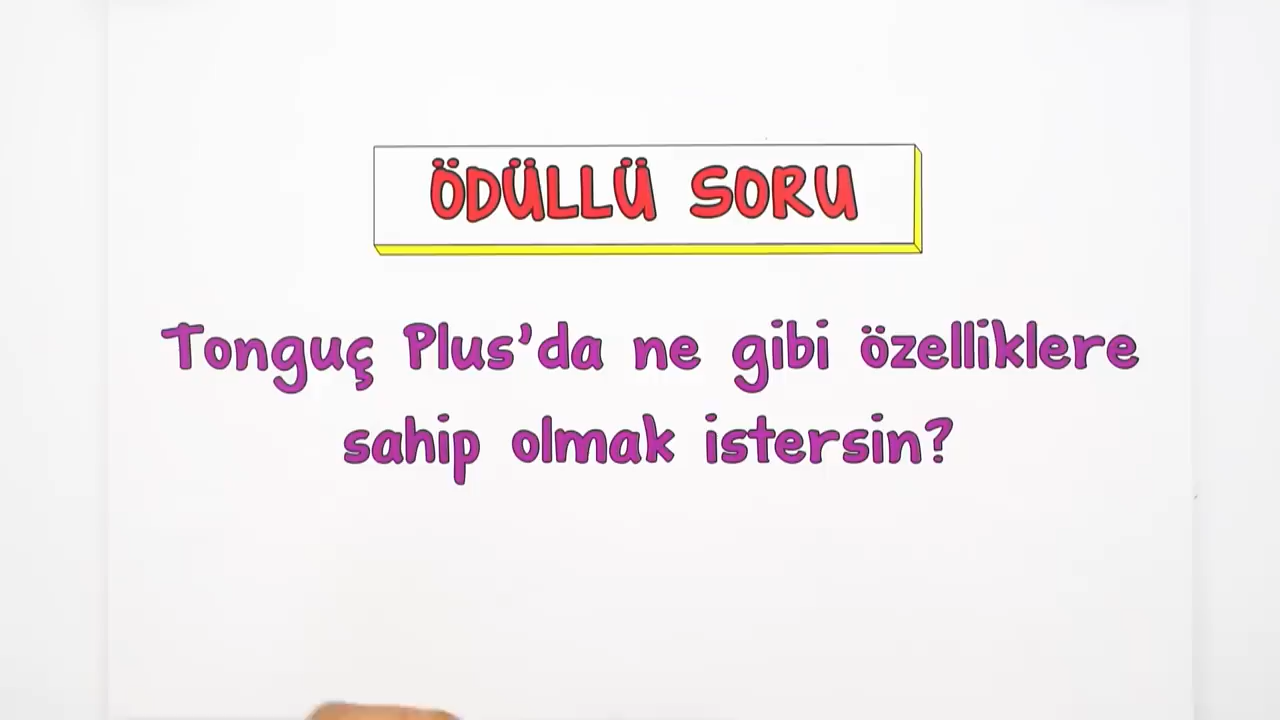 ÖDÜLLÜ SORU
Tonguç Plus'da ne gibi özelliklere
sahip olmak istersin?